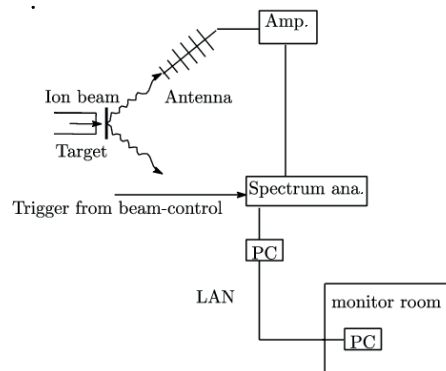 Amp.
Ion beam
Antenna
Target
Spectrum ana.
Trigger from beam-control
PC
LAN
monitor room
PC